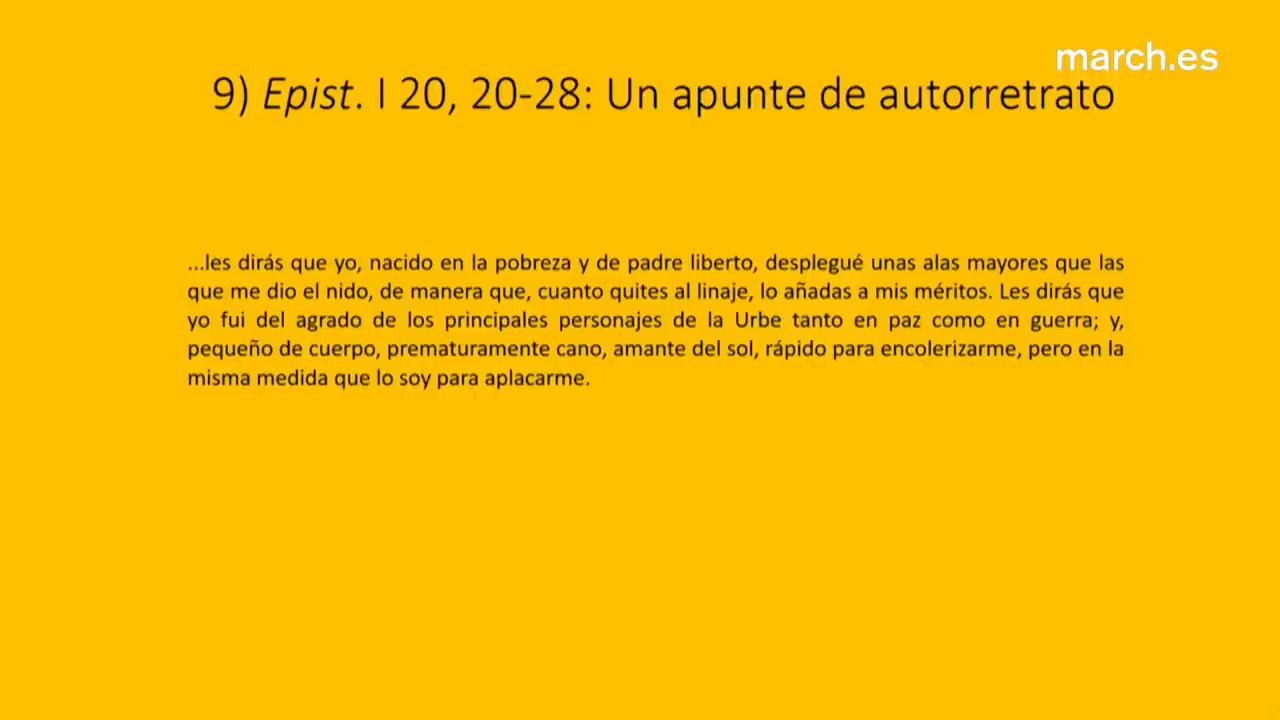 march.es
9) Epist. I 20, 20-28: Un apunte de autorretrato
...les dirás que yo, nacido en la pobreza y de padre liberto, desplegué unas alas mayores que las
que me dio el nido, de manera que, cuanto quites al linaje, lo añadas a mis méritos. Les dirás que
yo fui del agrado de los principales personajes de la Urbe tanto en paz como en guerra; y,
pequeño de cuerpo, prematuramente cano, amante del sol, rápido para encolerizarme, pero en la
misma medida que lo soy para aplacarme.